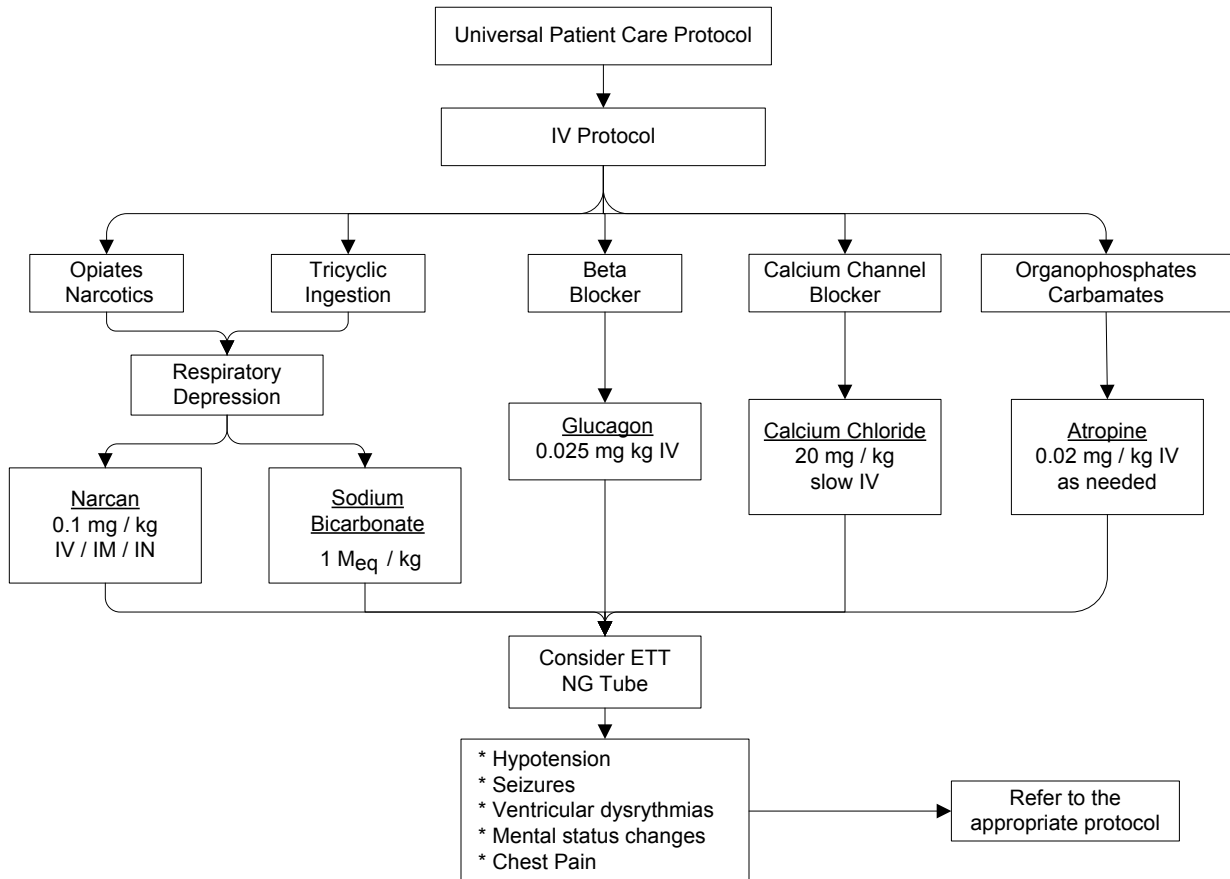 Universal Patient Care Protocol
IV Protocol
Opiates
Narcotics
Tricyclic
Ingestion
Beta
Blocker
Calcium Channel
Blocker
Organophosphates
Carbamates
Respiratory
Depression
Narcan
0.1 mg / kg
IV / IM / IN
Sodium
Bicarbonate
1 Meq / kg
Glucagon
0.025 mg kg IV
Calcium Chloride
20 mg / kg
slow IV
Atropine
0.02 mg / kg IV
as needed
Consider ETT
NG Tube
* Hypotension
* Seizures
* Ventricular dysrythmias
* Mental status changes
* Chest Pain
Refer to the
appropriate protocol